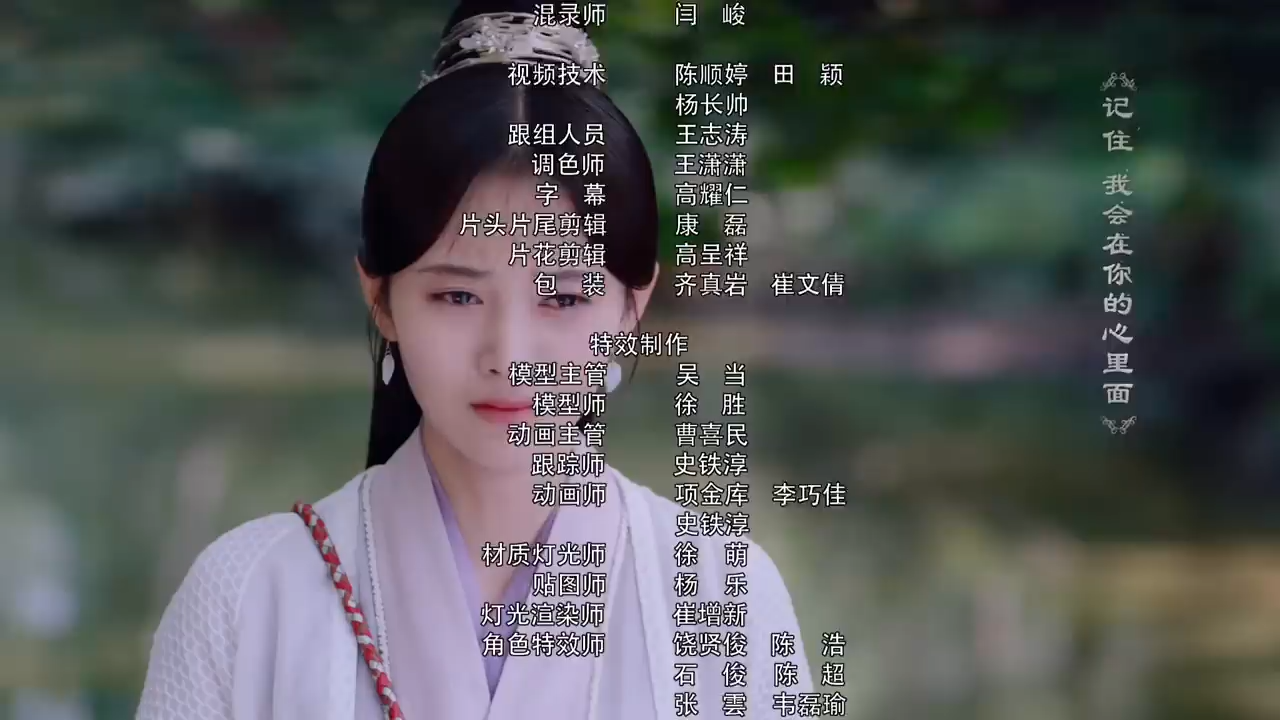 混录师 闫 峻
视频技术 陈顺婷 田 颖
杨长帅
跟组人员 王志涛
调色师 王潇潇
字 幕 高耀仁
片头片尾剪辑 康 磊
片花剪辑 高呈祥
包 装 齐真岩 崔文倩
特效制作
模型主管 吴 当
模型师 徐 胜
动画主管 曹喜民
跟踪师 史铁淳
动画师 项金库 李巧佳
史铁淳
材质灯光师 徐 萌
贴图师 杨 乐
灯光渲染师 崔增新
角色特效师 饶贤俊 陈 浩
石 俊 陈 超
张 雲 韦磊瑜
记住 我会在你的心里面